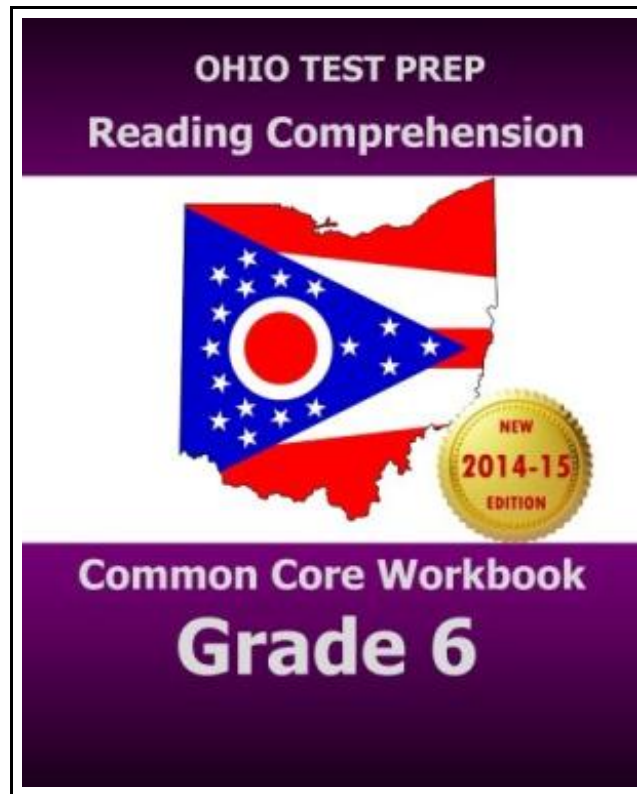 OHIO TEST PREP
Reading Comprehension
NEW
2014-15
EDITION
Common Core Workbook
Grade 6